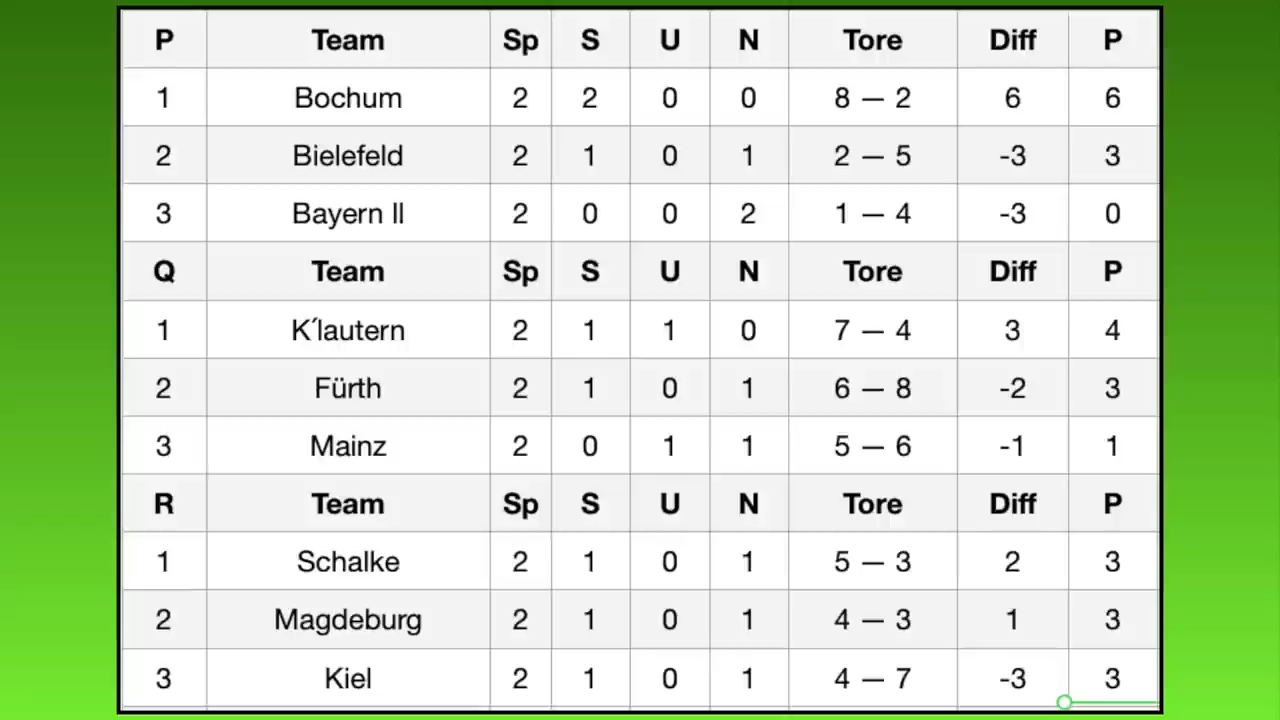 P Team Sp S U N Tore Diff P
1 Bochum 2 2 0 0 8 — 2 6 6
2 Bielefeld 2 1 0 1 2 — 5 -3 3
3 Bayern II 2 0 0 2 1 — 4 -3 0
Q Team Sp S U N Tore Diff P
1 K´lautern 2 1 1 0 7 — 4 3 4
2 Fürth 2 1 0 1 6 — 8 -2 3
3 Mainz 2 0 1 1 5 — 6 -1 1
R Team Sp S U N Tore Diff P
1 Schalke 2 1 0 1 5 — 3 2 3
2 Magdeburg 2 1 0 1 4 — 3 1 3
3 Kiel 2 1 0 1 4 — 7 -3 3